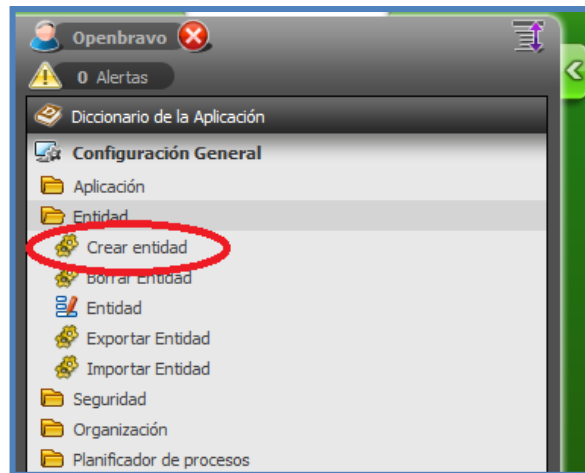 Openbravo
0 Alertas
Diccionario de la Aplicación
Configuración General
Aplicación
Entidad
Crear entidad
Borrar Entidad
Entidad
Exportar Entidad
Importar Entidad
Seguridad
Organización
Planificador de procesos